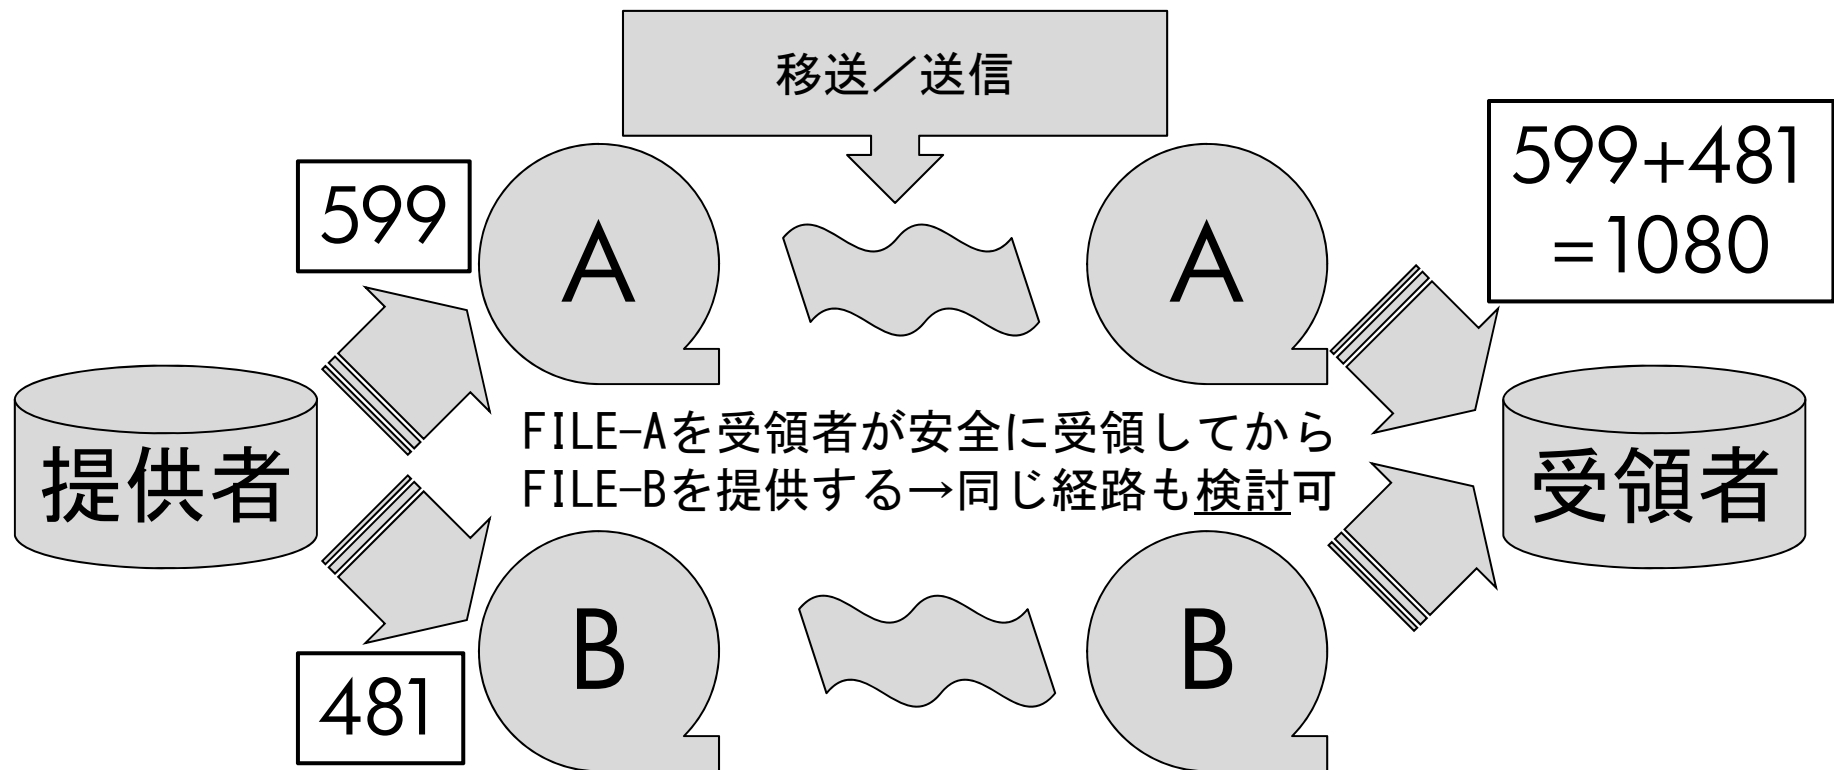 移送／送信
599+481
=1080
599
A
A
提供者
FILE-Aを受領者が安全に受領してから
FILE-Bを提供する→同じ経路も検討可
受領者
B
B
481